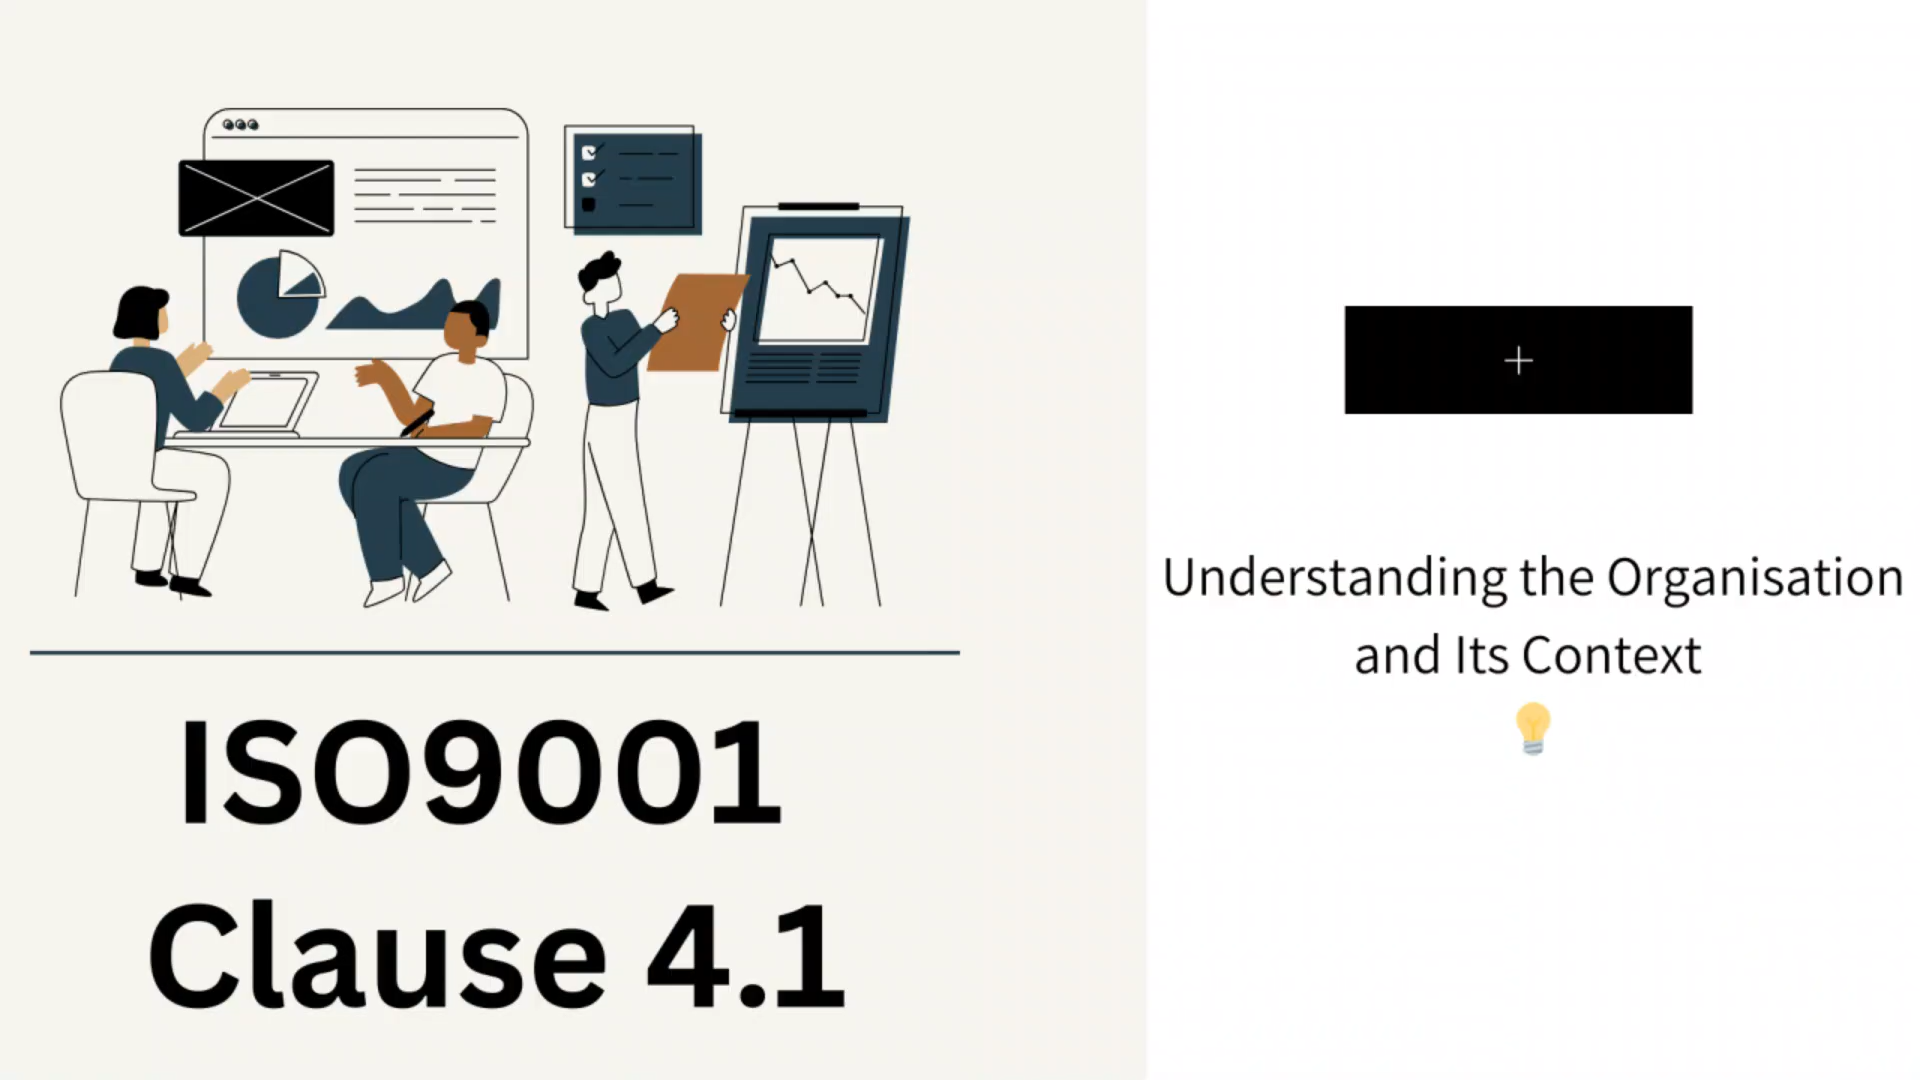 ISO9001
Clause 4.1
Understanding the Organisation
and Its Context